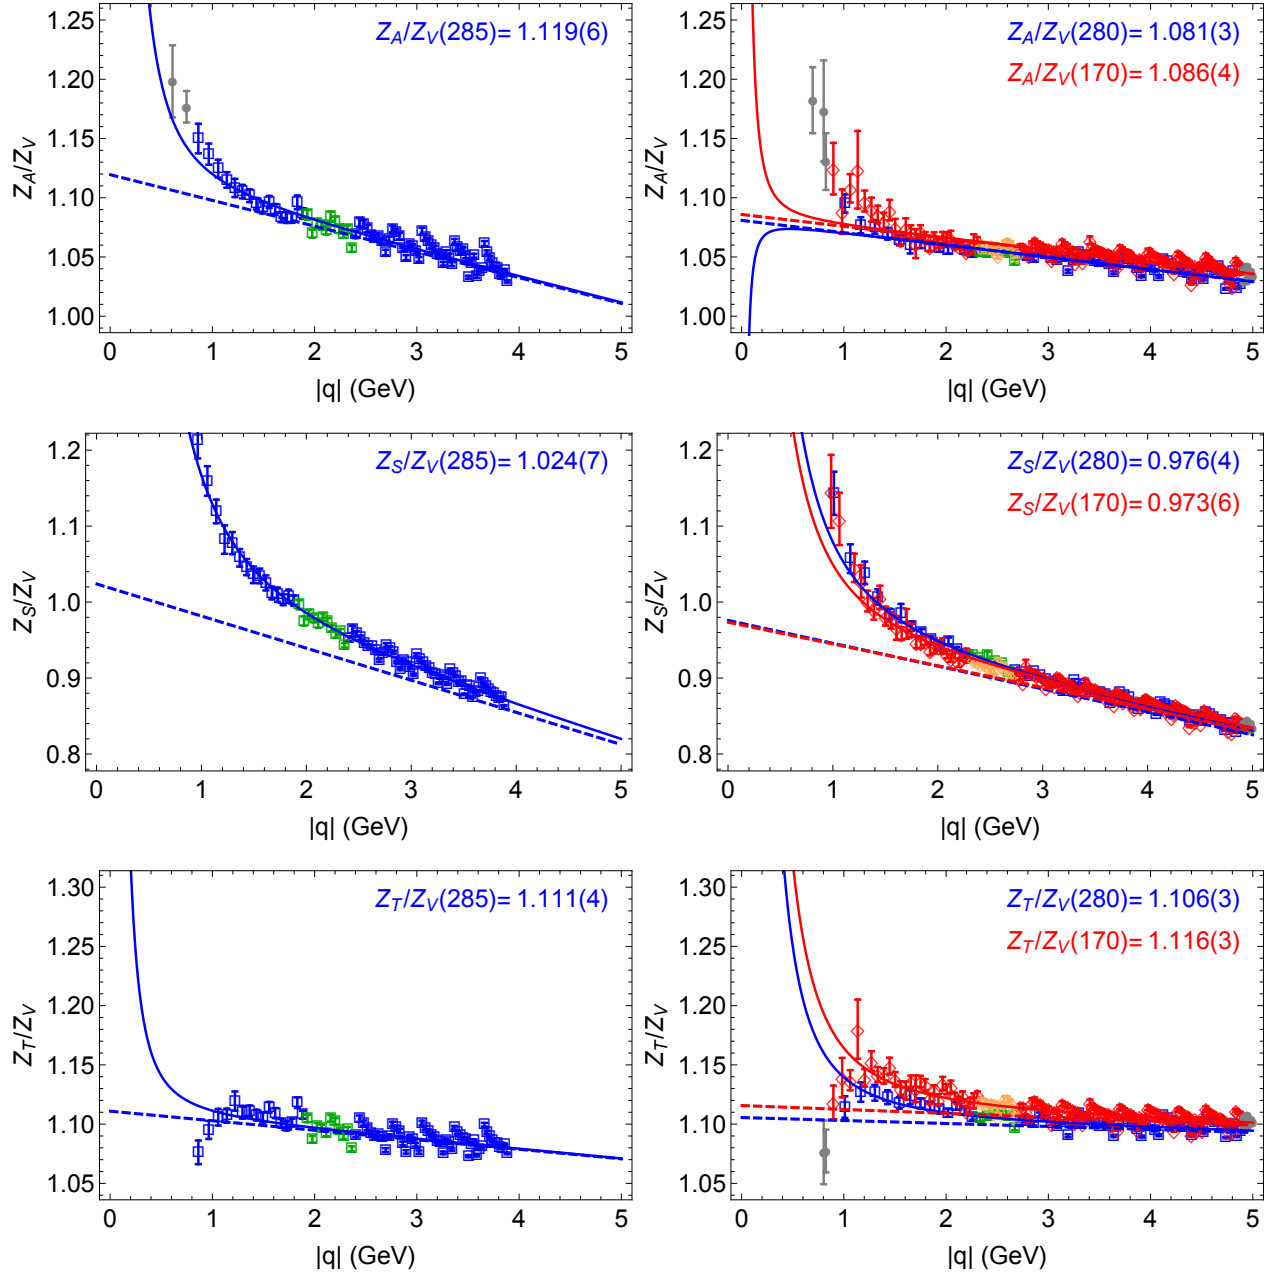 Z_A/Z_V(285)=1.119(6)
1.25
1.20
1.15
1.10
1.05
1.00
Z_A/Z_V
0 1 2 3 4 5
|q| (GeV)
Z_A/Z_V(280)=1.081(3)
Z_A/Z_V(170)=1.086(4)
1.25
1.20
1.15
1.10
1.05
1.00
Z_A/Z_V
0 1 2 3 4 5
|q| (GeV)
Z_S/Z_V(285)=1.024(7)
1.2
1.1
1.0
0.9
0.8
Z_S/Z_V
0 1 2 3 4 5
|q| (GeV)
Z_S/Z_V(280)=0.976(4)
Z_S/Z_V(170)=0.973(6)
1.2
1.1
1.0
0.9
0.8
Z_S/Z_V
0 1 2 3 4 5
|q| (GeV)
Z_T/Z_V(285)=1.111(4)
1.30
1.25
1.20
1.15
1.10
1.05
Z_T/Z_V
0 1 2 3 4 5
|q| (GeV)
Z_T/Z_V(280)=1.106(3)
Z_T/Z_V(170)=1.116(3)
1.30
1.25
1.20
1.15
1.10
1.05
Z_T/Z_V
0 1 2 3 4 5
|q| (GeV)